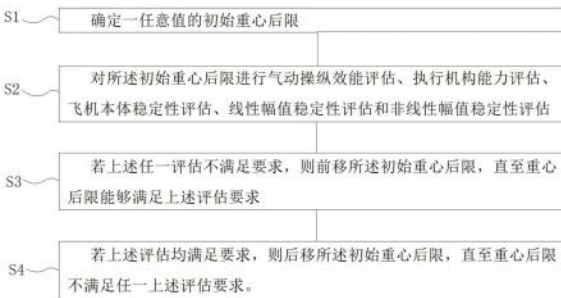 S1
确定一任意值的初始重心后限
S2
对所述初始重心后限进行气动操纵效能评估、执行机构能力评估、
飞机本体稳定性评估、线性幅值稳定性评估和非线性幅值稳定性评估
S3
若上述任一评估不满足要求，则前移所述初始重心后限，直至重心
后限能够满足上述评估要求
S4
若上述评估均满足要求，则后移所述初始重心后限，直至重心后限
不满足任一上述评估要求。